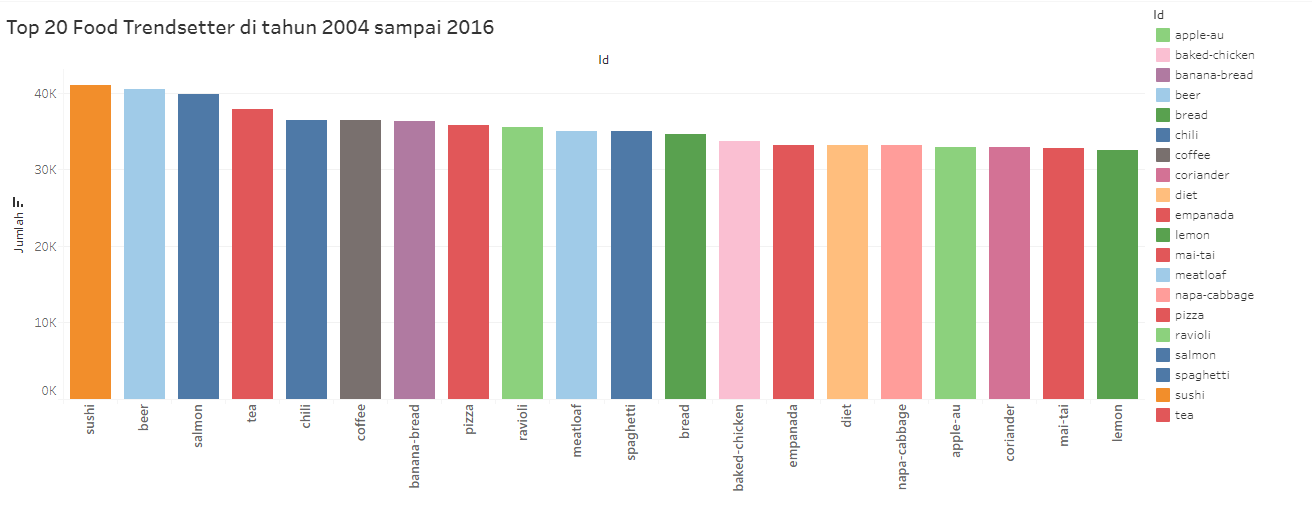 Top 20 Food Trendsetter di tahun 2004 sampai 2016
Id
40K
30K
20K
10K
0K
Jumlah
sushi
beer
salmon
tea
chili
coffee
banana-bread
pizza
ravioli
meatloaf
spaghetti
bread
baked-chicken
empanada
diet
napa-cabbage
apple-au
coriander
mai-tai
lemon
Id
apple-au
baked-chicken
banana-bread
beer
bread
chili
coffee
coriander
diet
empanada
lemon
mai-tai
meatloaf
napa-cabbage
pizza
ravioli
salmon
spaghetti
sushi
tea